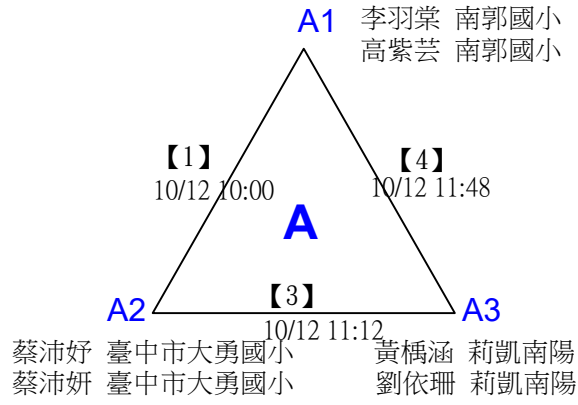 A1 李羽棠 南郭國小
高紫芸 南郭國小
【1】
10/12 10:00
【4】
10/12 11:48
A
【3】
10/12 11:12
A2
A3
蔡沛妤 臺中市大勇國小
蔡沛妍 臺中市大勇國小
黃楀涵 莉凱南陽
劉依珊 莉凱南陽